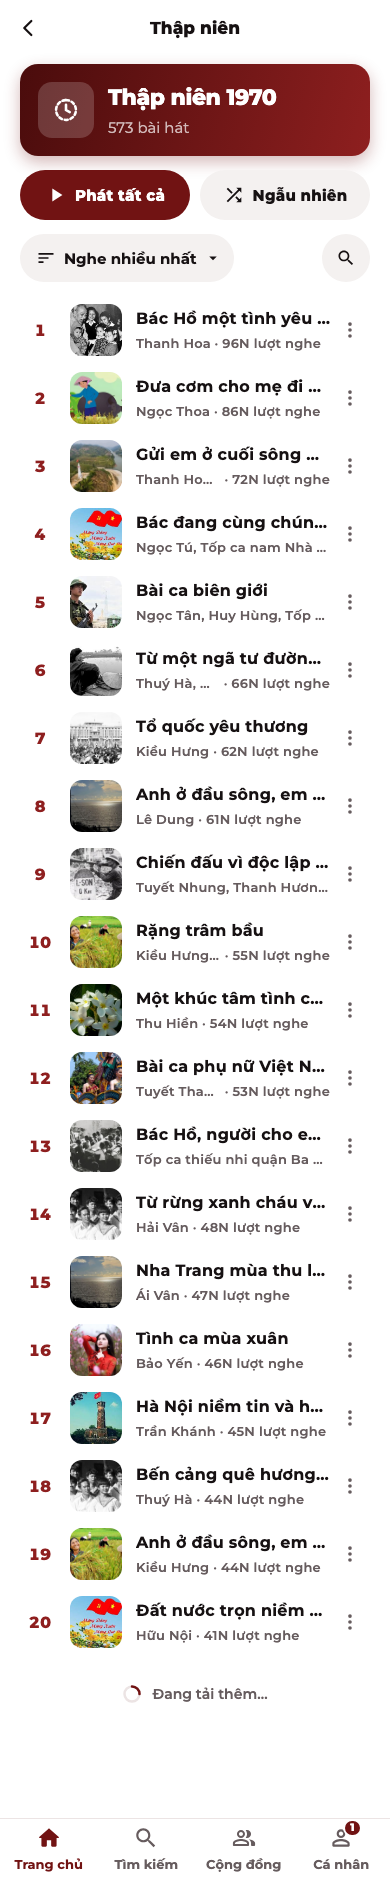 Thập niên
Thập niên 1970
573 bài hát
Phát tất cả
Ngẫu nhiên
Nghe nhiều nhất
1
Bác Hồ một tình yêu ...
Thanh Hoa · 96N lượt nghe
2
Đưa cơm cho mẹ đi ...
Ngọc Thoa · 86N lượt nghe
3
Gửi em ở cuối sông ...
Thanh Ho... · 72N lượt nghe
4
Bác đang cùng chún...
Ngọc Tú, Tốp ca nam Nhà ...
5
Bài ca biên giới
Ngọc Tân, Huy Hùng, Tốp ...
6
Từ một ngã tư đườn...
Thuý Hà, ... · 66N lượt nghe
7
Tổ quốc yêu thương
Kiều Hưng · 62N lượt nghe
8
Anh ở đầu sông, em ...
Lê Dung · 61N lượt nghe
9
Chiến đấu vì độc lập ...
Tuyết Nhung, Thanh Hươn...
10
Rặng trâm bầu
Kiều Hưng... · 55N lượt nghe
11
Một khúc tâm tình c...
Thu Hiền · 54N lượt nghe
12
Bài ca phụ nữ Việt N...
Tuyết Tha... · 53N lượt nghe
13
Bác Hồ, người cho e...
Tốp ca thiếu nhi quận Ba ...
14
Từ rừng xanh cháu v...
Hải Vân · 48N lượt nghe
15
Nha Trang mùa thu l...
Ái Vân · 47N lượt nghe
16
Tình ca mùa xuân
Bảo Yến · 46N lượt nghe
17
Hà Nội niềm tin và h...
Trần Khánh · 45N lượt nghe
18
Bến cảng quê hương...
Thuý Hà · 44N lượt nghe
19
Anh ở đầu sông, em ...
Kiều Hưng · 44N lượt nghe
20
Đất nước trọn niềm ...
Hữu Nội · 41N lượt nghe
Đang tải thêm...
1
Trang chủ
Tìm kiếm
Cộng đồng
Cá nhân